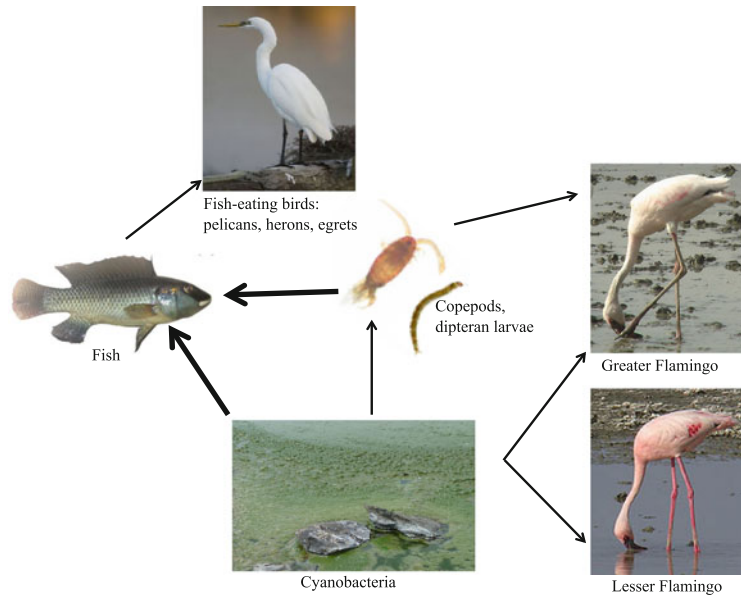 Fish-eating birds:
pelicans, herons, egrets
Copepods,
dipteran larvae
Fish
Greater Flamingo
Cyanobacteria
Lesser Flamingo